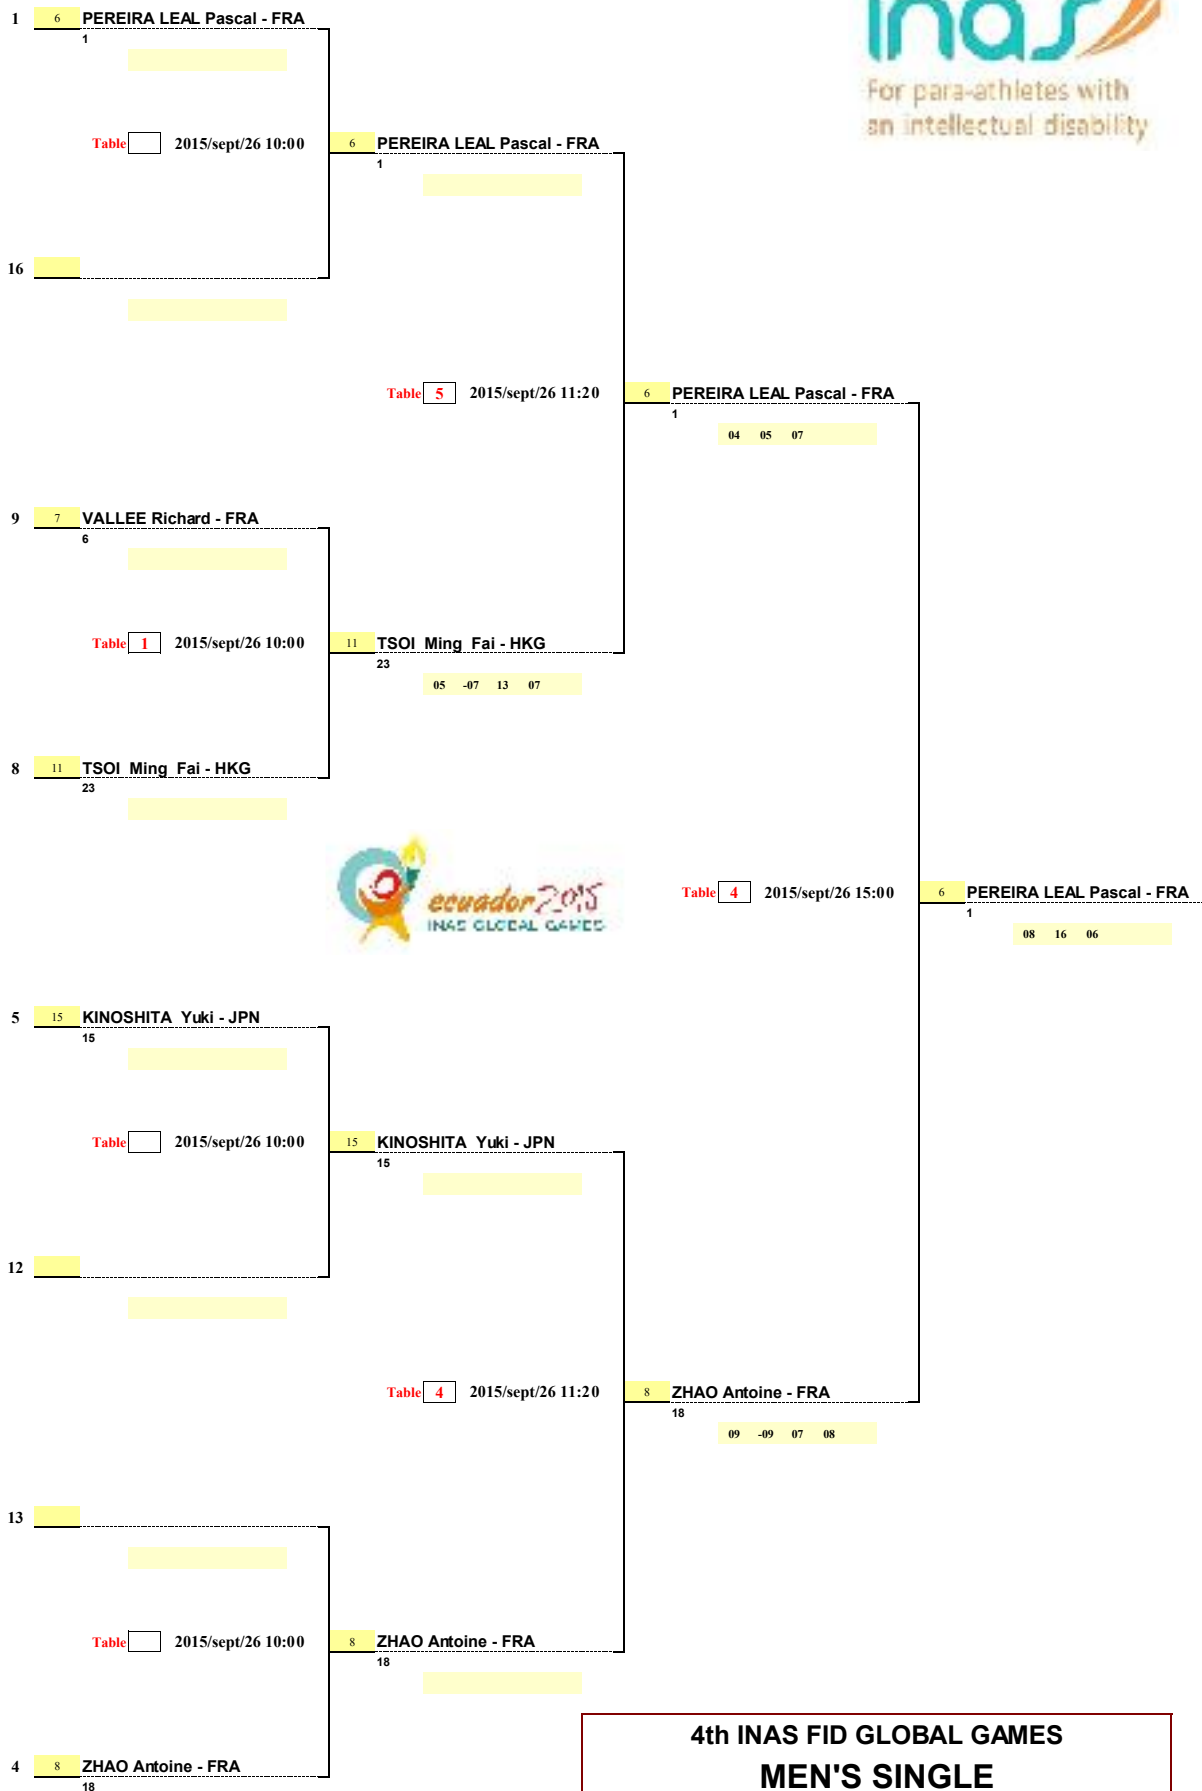 inas
For para-athletes with
an intellectual disability
1 6 PEREIRA LEAL Pascal - FRA
1
Table 2015/sept/26 10:00 6 PEREIRA LEAL Pascal - FRA
1
16
Table 5 2015/sept/26 11:20 6 PEREIRA LEAL Pascal - FRA
1
04 05 07
9 7 VALLEE Richard - FRA
6
Table 1 2015/sept/26 10:00 11 TSOI Ming Fai - HKG
23
05 -07 13 07
8 11 TSOI Ming Fai - HKG
23
ecuador 2015
INAS GLOBAL GAMES
Table 4 2015/sept/26 15:00 6 PEREIRA LEAL Pascal - FRA
1
08 16 06
5 15 KINOSHITA Yuki - JPN
15
Table 2015/sept/26 10:00 15 KINOSHITA Yuki - JPN
15
12
Table 4 2015/sept/26 11:20 8 ZHAO Antoine - FRA
18
09 -09 07 08
13
Table 2015/sept/26 10:00 8 ZHAO Antoine - FRA
18
4th INAS FID GLOBAL GAMES
4 8 ZHAO Antoine - FRA
18
MEN'S SINGLE